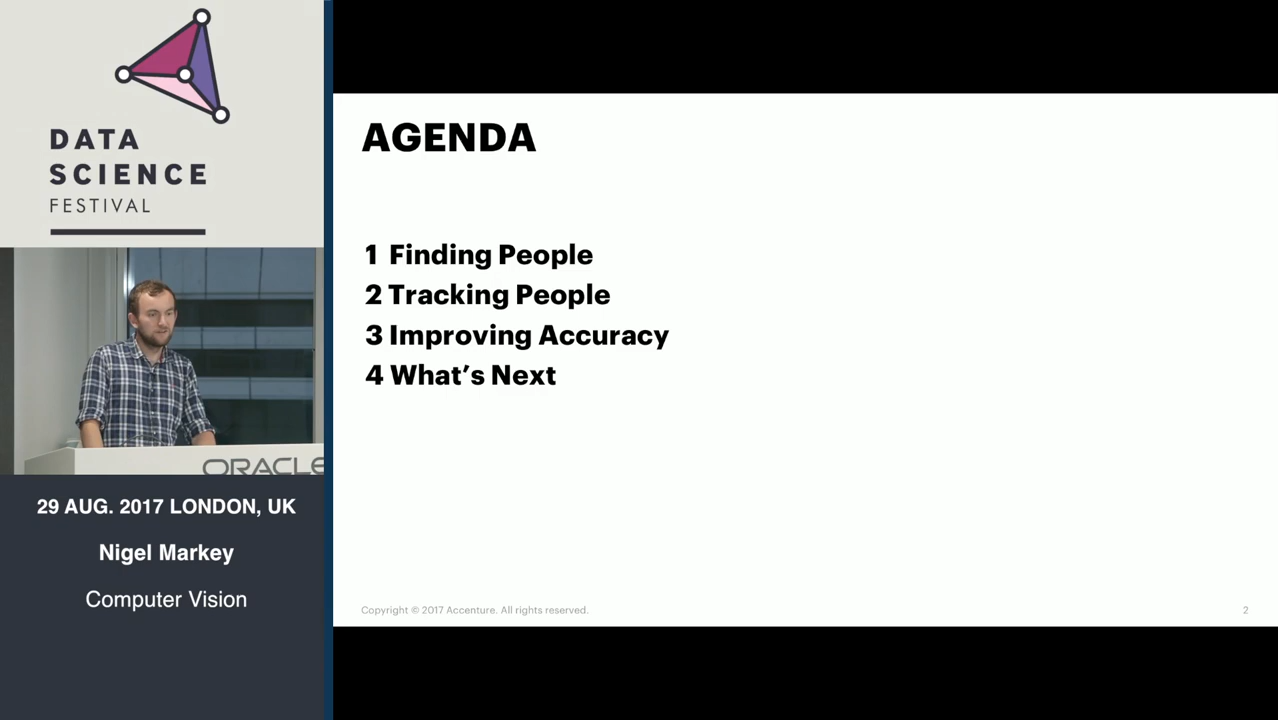 DATA
SCIENCE
FESTIVAL
ORACLE
29 AUG. 2017 LONDON, UK
Nigel Markey
Computer Vision
AGENDA
1 Finding People
2 Tracking People
3 Improving Accuracy
4 What's Next
Copyright © 2017 Accenture. All rights reserved.
2